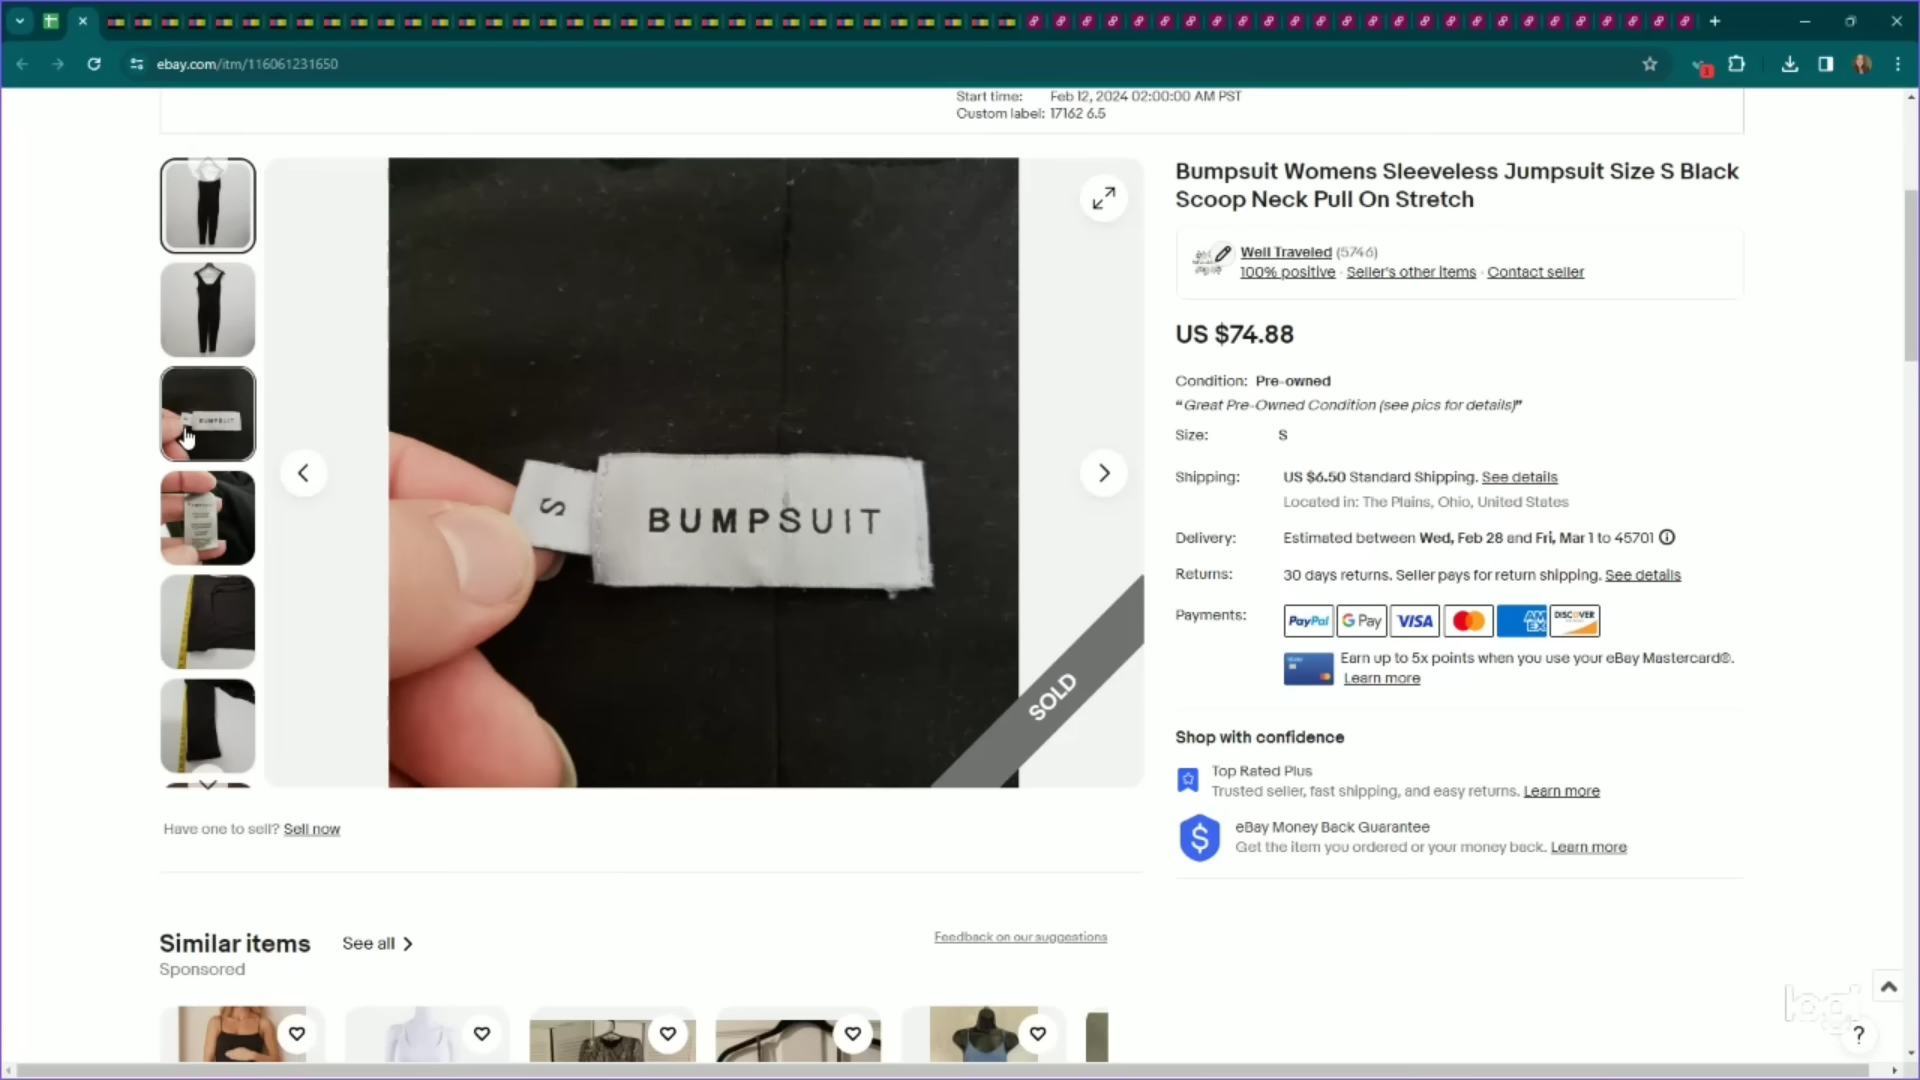 ebay.com/itm/116061231650
Start time: Feb 12, 2024 02:00:00 AM PST
Custom label: 17162 6.5
Bumpsuit Womens Sleeveless Jumpsuit Size S Black
Scoop Neck Pull On Stretch
Well Traveled (5746)
100% positive · Seller's other items · Contact seller
US $74.88
Condition: Pre-owned
“Great Pre-Owned Condition (see pics for details)”
Size: S
Shipping: US $6.50 Standard Shipping. See details
Located in: The Plains, Ohio, United States
Delivery: Estimated between Wed, Feb 28 and Fri, Mar 1 to 45701
Returns: 30 days returns. Seller pays for return shipping. See details
Payments: PayPal G Pay VISA AM EX DISCOVER
Earn up to 5x points when you use your eBay Mastercard®.
Learn more
Shop with confidence
Top Rated Plus
Trusted seller, fast shipping, and easy returns. Learn more
eBay Money Back Guarantee
Get the item you ordered or your money back. Learn more
S
BUMPSUIT
SOLD
BUMPSUIT
Have one to sell? Sell now
Similar items See all
Sponsored
Feedback on our suggestions